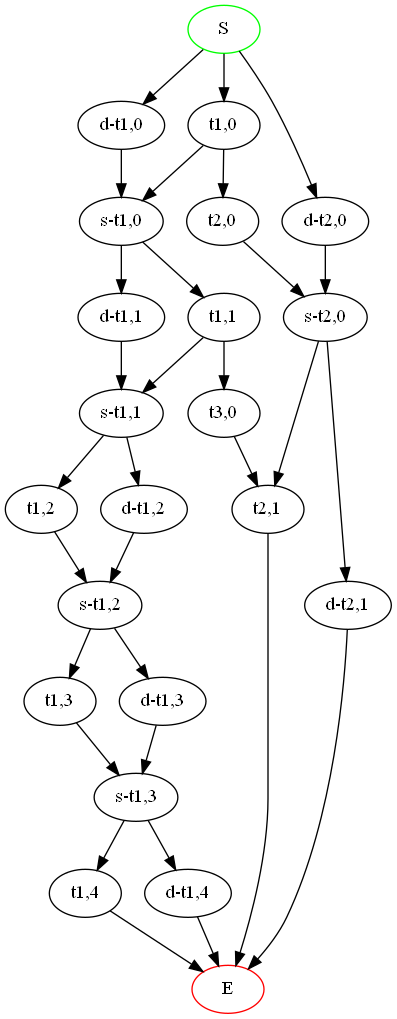 S
d-t1,0
t1,0
s-t1,0
t2,0
d-t2,0
d-t1,1
t1,1
s-t2,0
s-t1,1
t3,0
t1,2
d-t1,2
t2,1
s-t1,2
d-t2,1
t1,3
d-t1,3
s-t1,3
t1,4
d-t1,4
E